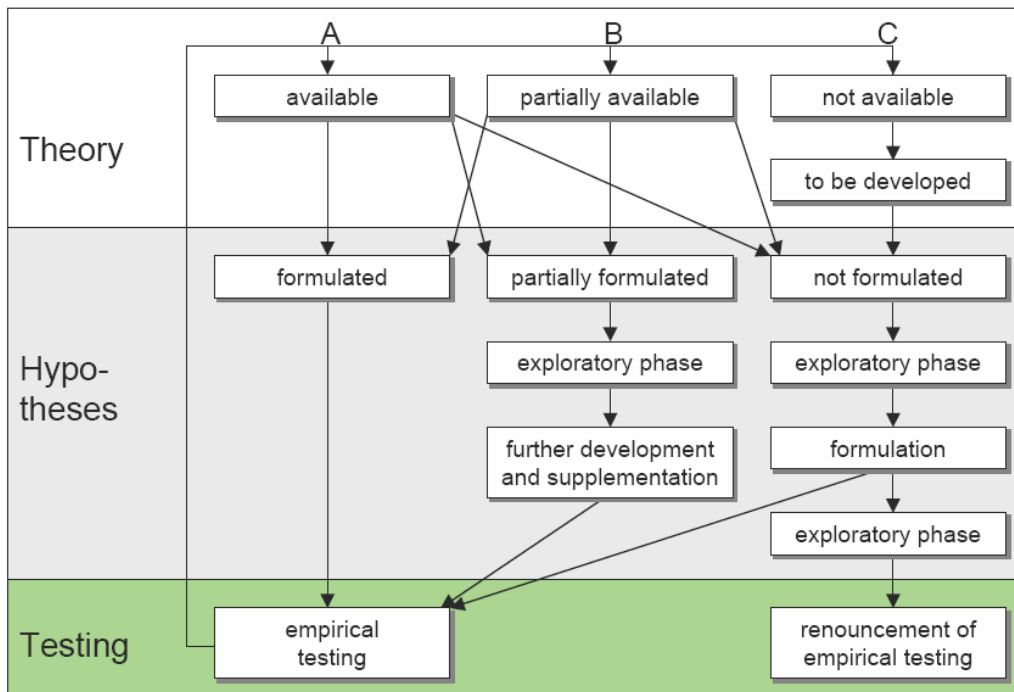 A
B
C
available
partially available
not available
Theory
to be developed
formulated
partially formulated
not formulated
Hypo-
theses
exploratory phase
exploratory phase
further development
and supplementation
formulation
exploratory phase
Testing
empirical
testing
renouncement of
empirical testing